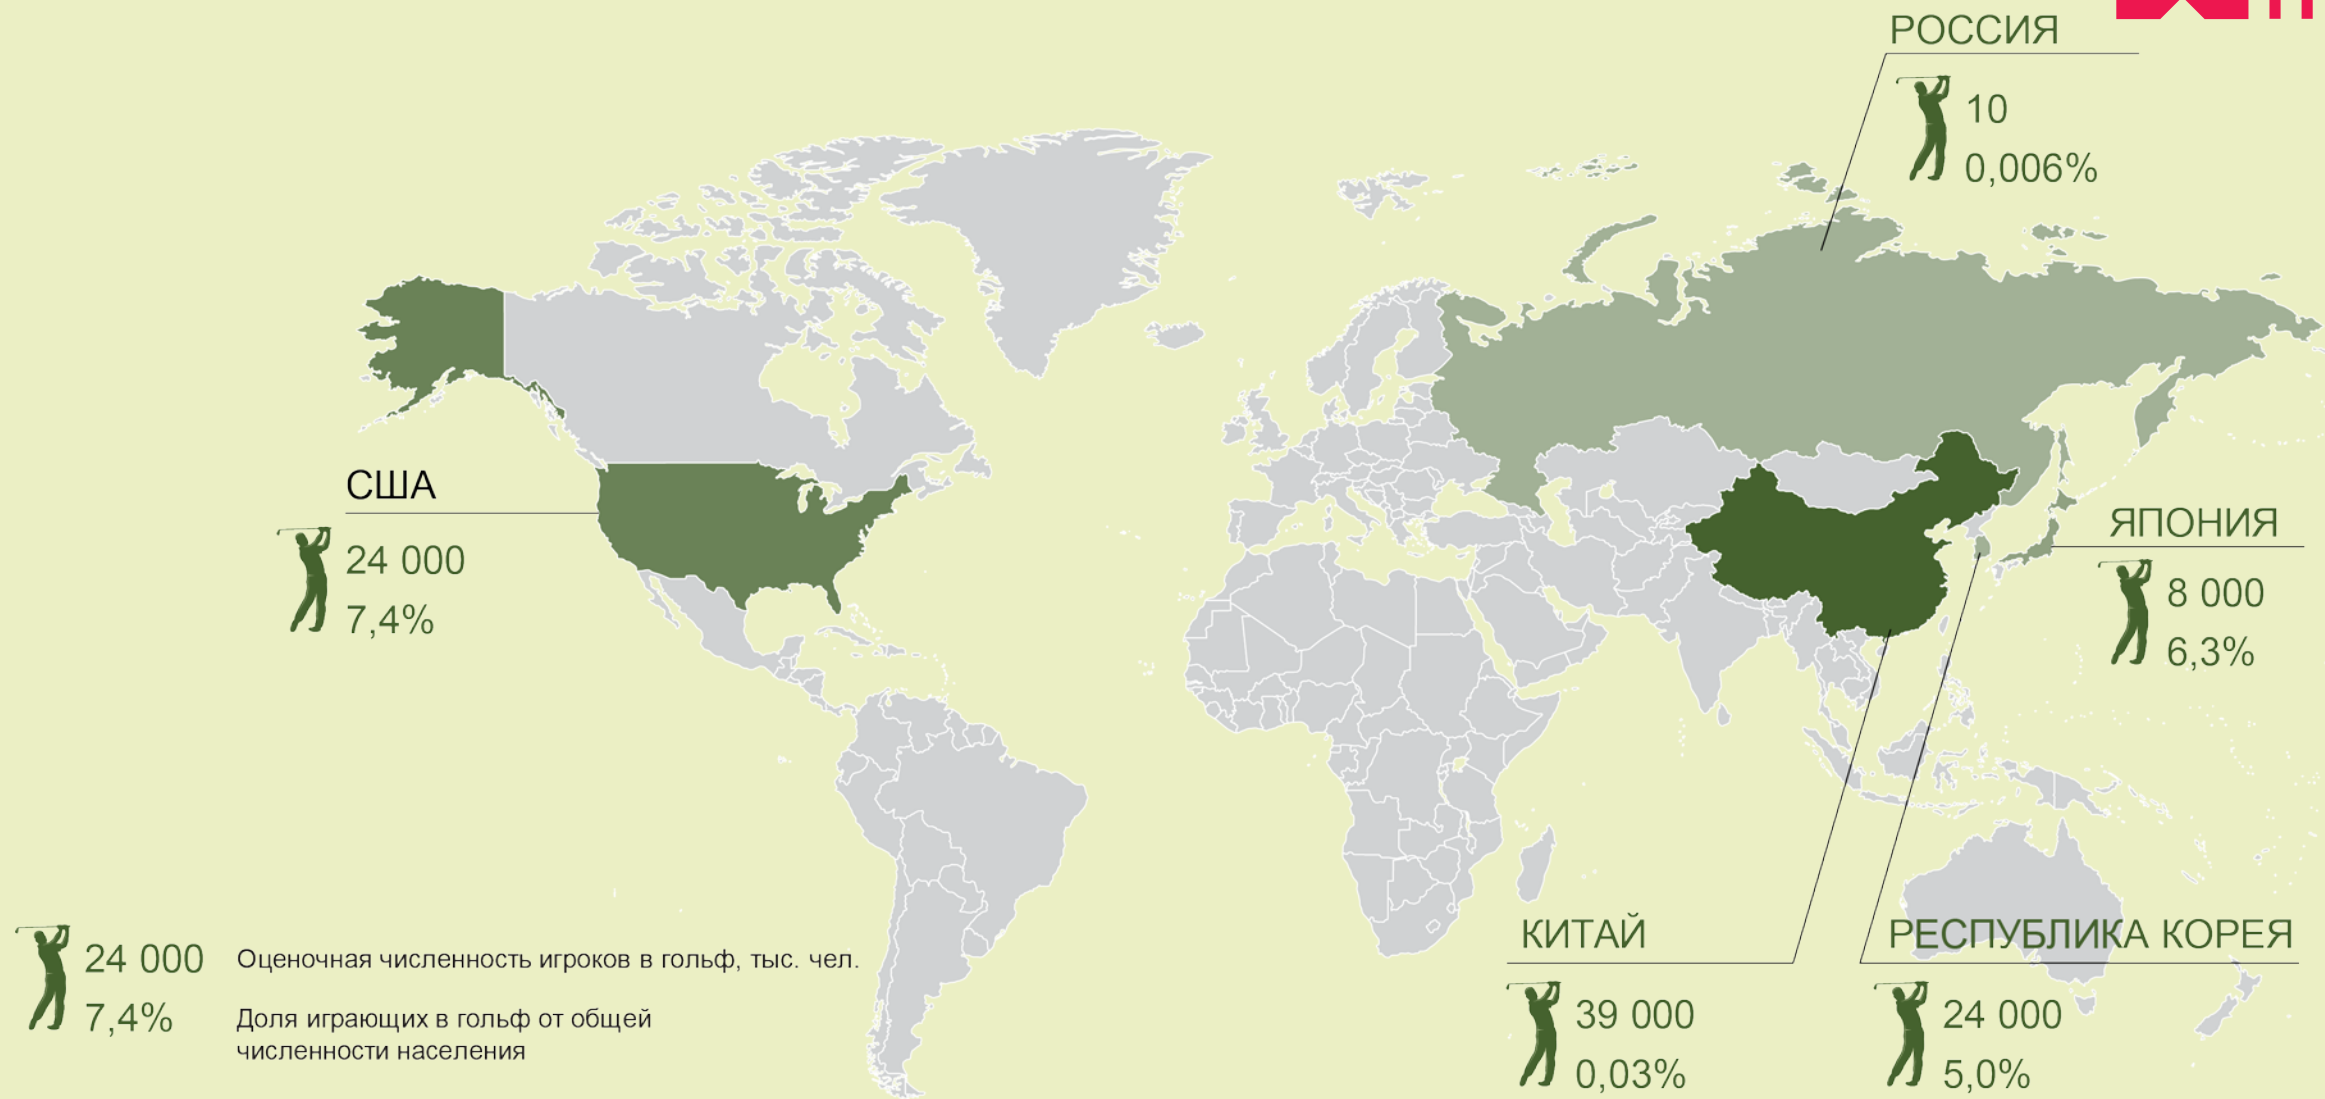 РОССИЯ
10
0,006%
США
24 000
7,4%
ЯПОНИЯ
8 000
6,3%
КИТАЙ
39 000
0,03%
РЕСПУБЛИКА КОРЕЯ
24 000
5,0%
24 000
Оценочная численность игроков в гольф, тыс. чел.
7,4%
Доля играющих в гольф от общей
численности населения